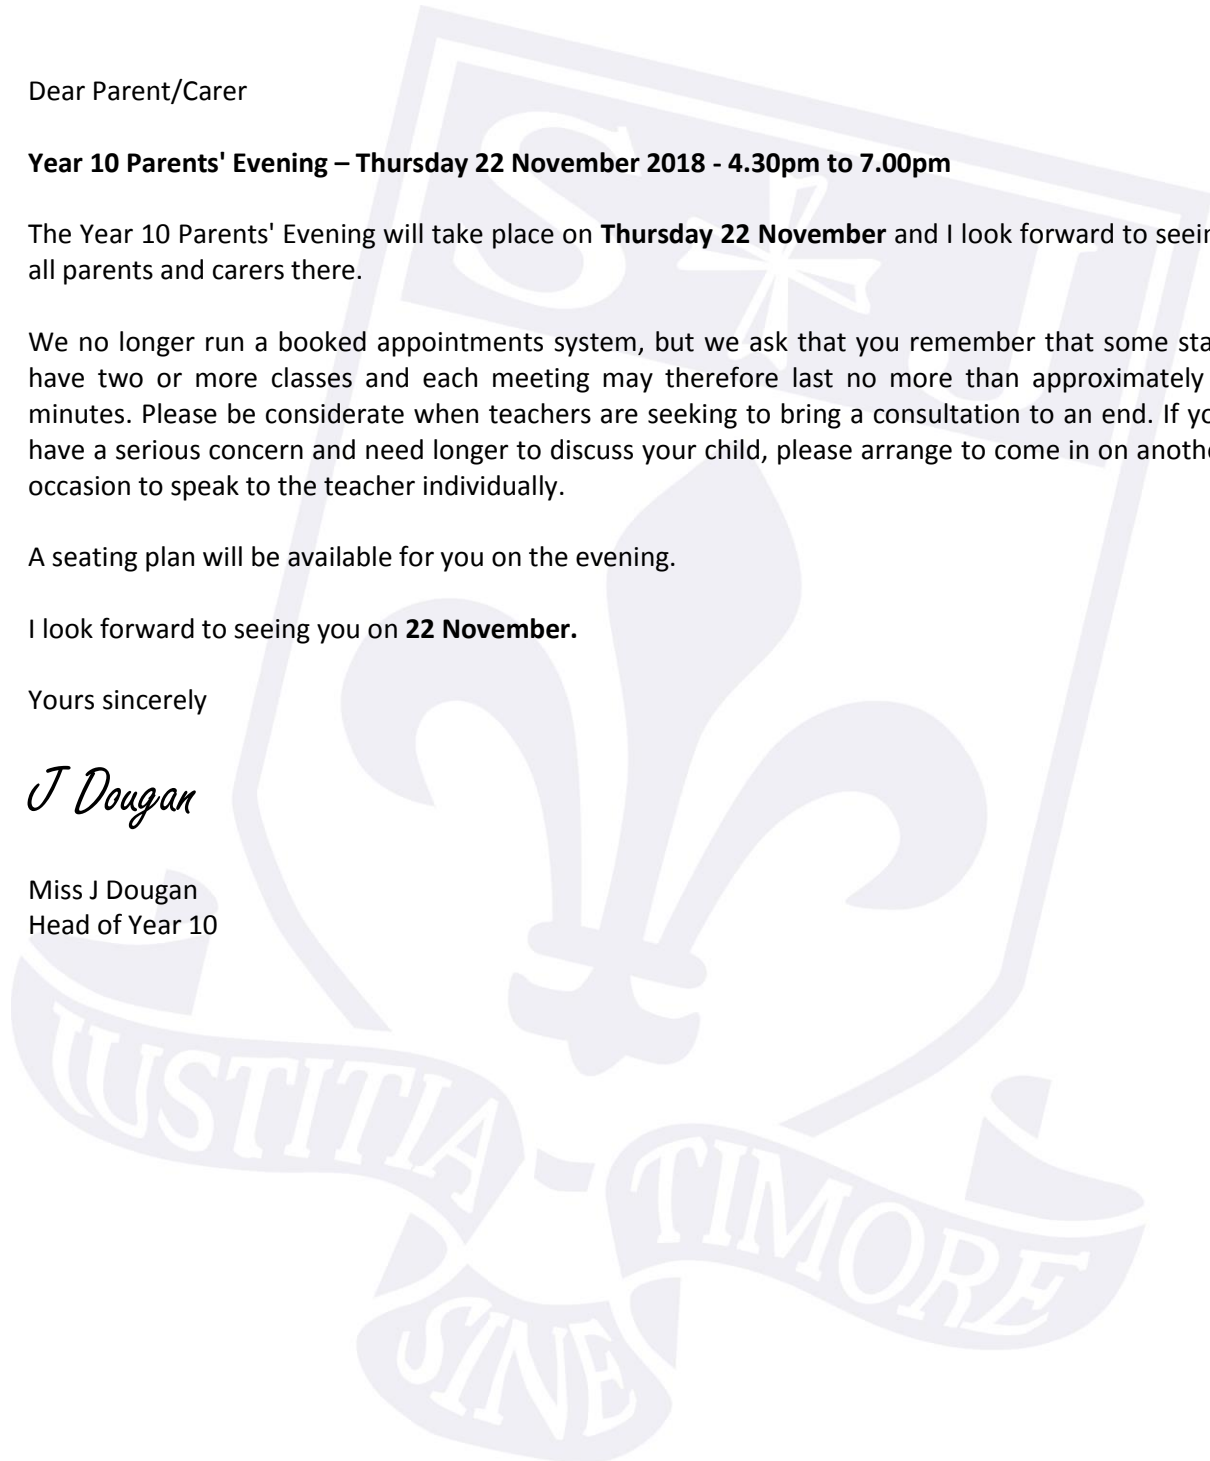 Dear Parent/Carer
Year 10 Parents' Evening – Thursday 22 November 2018 - 4.30pm to 7.00pm
The Year 10 Parents' Evening will take place on Thursday 22 November and I look forward to seein
all parents and carers there.
We no longer run a booked appointments system, but we ask that you remember that some sta
have two or more classes and each meeting may therefore last no more than approximately
minutes. Please be considerate when teachers are seeking to bring a consultation to an end. If yo
have a serious concern and need longer to discuss your child, please arrange to come in on anothe
occasion to speak to the teacher individually.
A seating plan will be available for you on the evening.
I look forward to seeing you on 22 November.
Yours sincerely
J Dougan
Miss J Dougan
Head of Year 10
S J
IUSTITIA
SINE
TIMORE